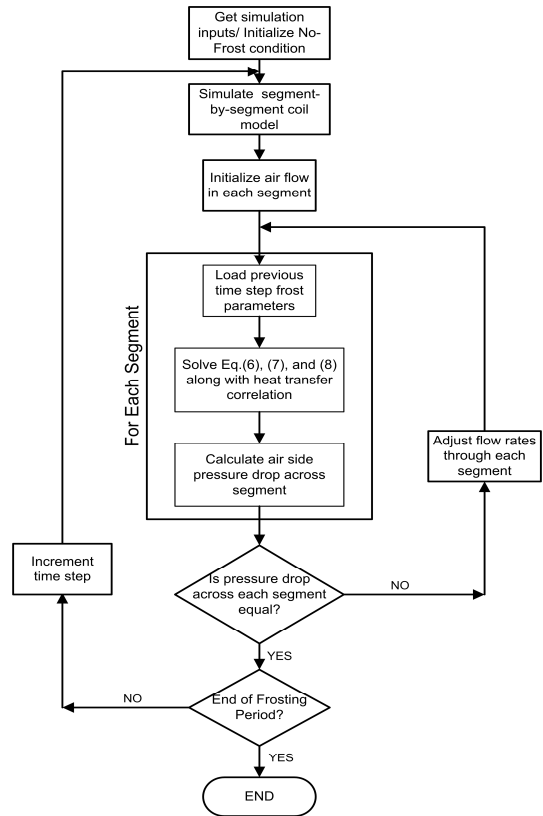 Get simulation
inputs/ Initialize No-
Frost condition
Simulate segment-
by-segment coil
model
Initialize air flow
in each segment
For Each Segment
Load previous
time step frost
parameters
Solve Eq.(6), (7), and (8)
along with heat transfer
correlation
Calculate air side
pressure drop across
segment
Adjust flow rates
through each
segment
Increment
time step
Is pressure drop
across each segment
equal?
NO
YES
End of Frosting
Period?
NO
YES
END